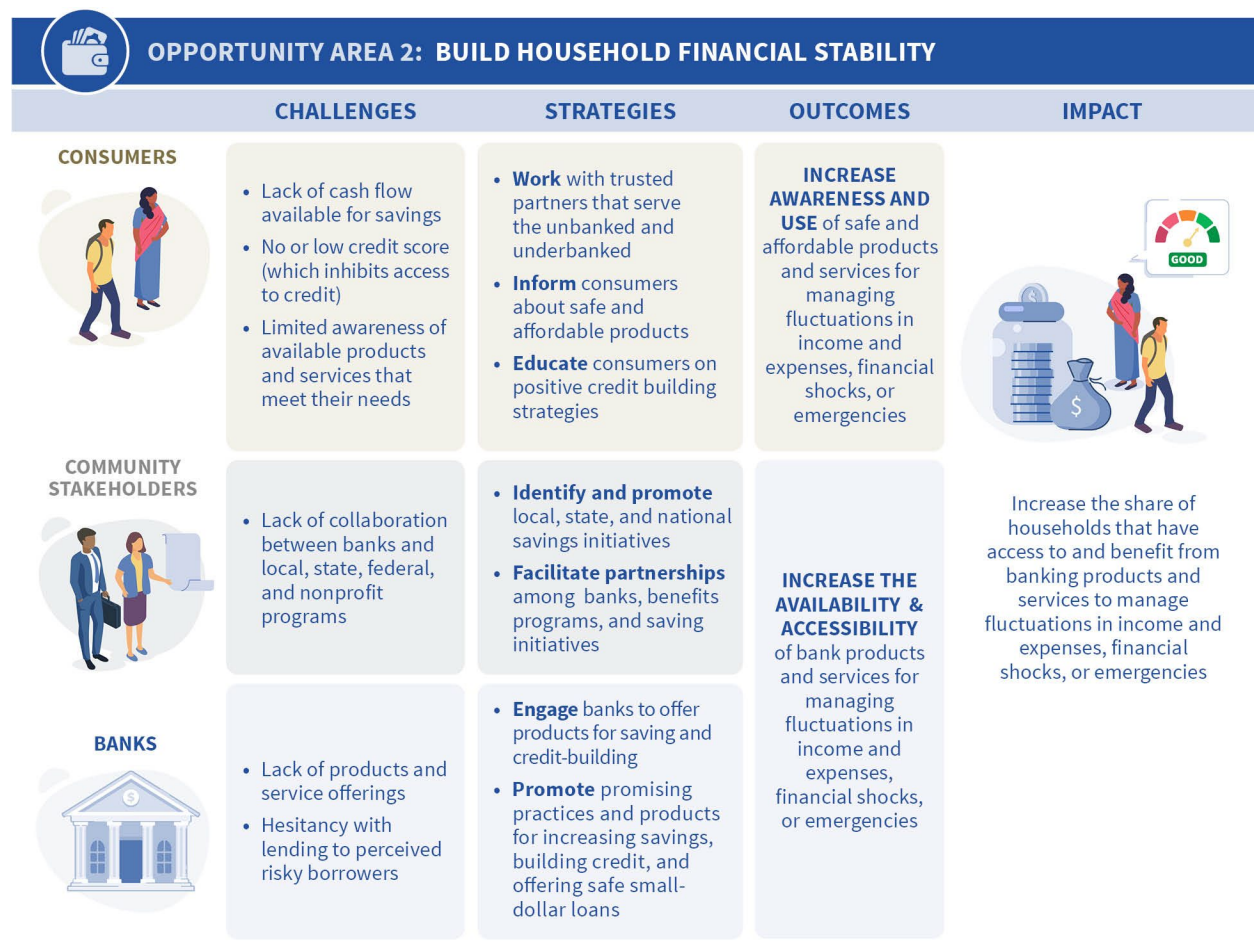 OPPORTUNITY AREA 2: BUILD HOUSEHOLD FINANCIAL STABILITY
CHALLENGES
STRATEGIES
OUTCOMES
IMPACT
CONSUMERS
• Lack of cash flow
available for savings
• No or low credit score
(which inhibits access
to credit)
• Limited awareness of
available products
and services that
meet their needs
• Work with trusted
partners that serve
the unbanked and
underbanked
• Inform consumers
about safe and
affordable products
• Educate consumers on
positive credit building
strategies
INCREASE
AWARENESS AND
USE of safe and
affordable products
and services for
managing
fluctuations in
income and
expenses, financial
shocks, or
emergencies
GOOD
$
$
COMMUNITY
STAKEHOLDERS
• Lack of collaboration
between banks and
local, state, federal,
and nonprofit
programs
• Identify and promote
local, state, and national
savings initiatives
• Facilitate partnerships
among banks, benefits
programs, and saving
initiatives
INCREASE THE
AVAILABILITY &
ACCESSIBILITY
of bank products
and services for
managing
fluctuations in
income and
expenses,
financial shocks,
or emergencies
Increase the share of
households that have
access to and benefit from
banking products and
services to manage
fluctuations in income and
expenses, financial
shocks, or emergencies
BANKS
$
• Lack of products and
service offerings
• Hesitancy with
lending to perceived
risky borrowers
• Engage banks to offer
products for saving and
credit-building
• Promote promising
practices and products
for increasing savings,
building credit, and
offering safe small-
dollar loans